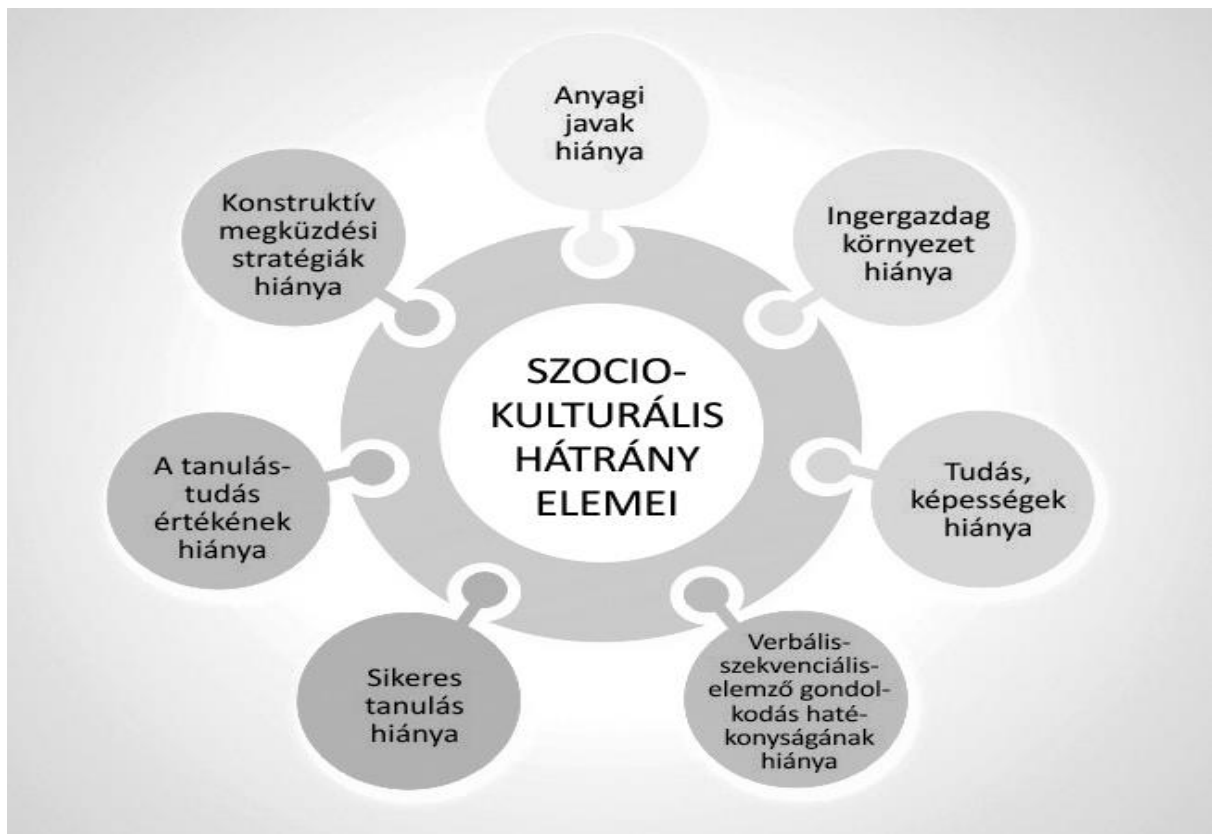 SZOCIO-
KULTURÁLIS
HÁTRÁNY
ELEMEI
Anyagi
javak
hiánya
Ingergazdag
környezet
hiánya
Tudás,
képességek
hiánya
Verbális-
szekvenciális-
elemző gondol-
kodás haté-
konyságának
hiánya
Sikeres
tanulás
hiánya
A tanulás-
tudás
értékének
hiánya
Konstruktív
megküzdési
stratégiák
hiánya